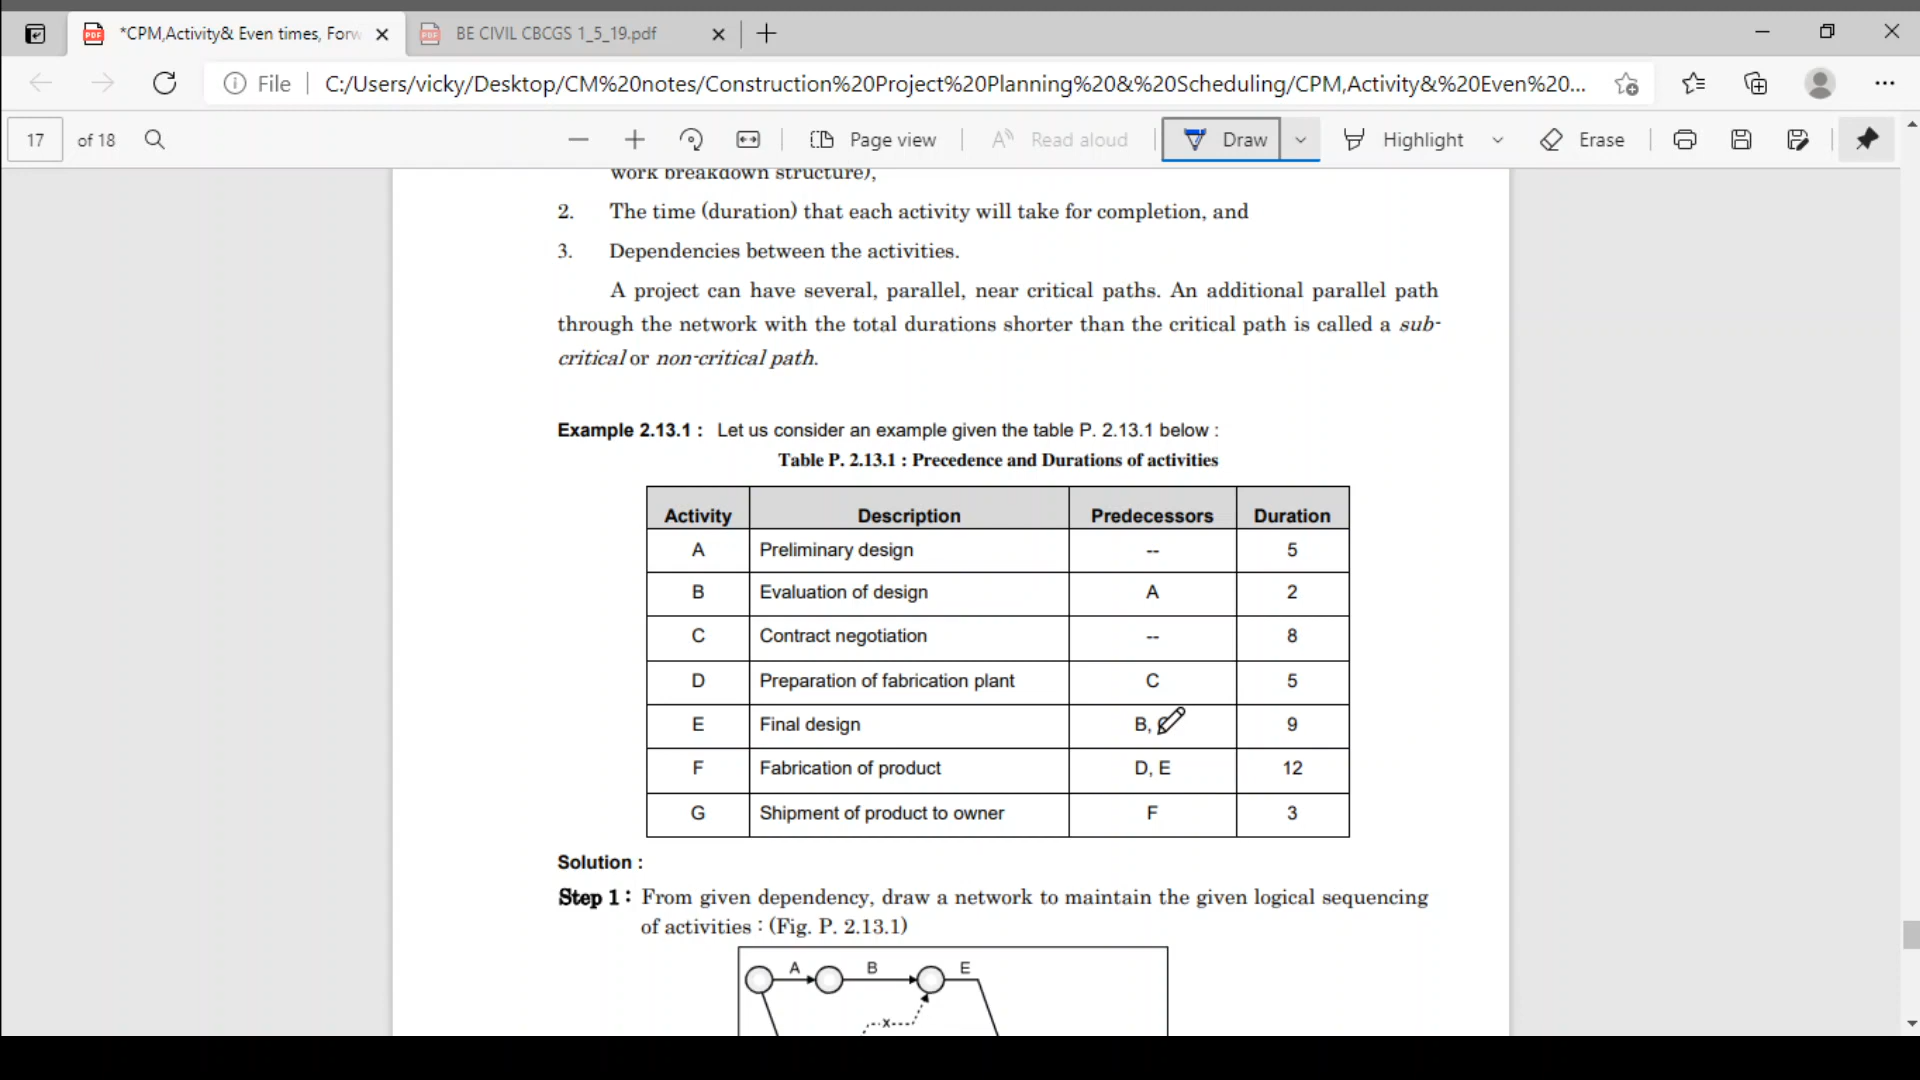 *CPM,Activity& Even times, Forw
BE CIVIL CBCGS 1_5_19.pdf
File
C:/Users/vicky/Desktop/CM%20notes/Construction%20Project%20Planning%20&%20Scheduling/CPM,Activity&%20Even%20...
17 of 18
Page view
Read aloud
Draw
Highlight
Erase
work breakdown structure),
2. The time (duration) that each activity will take for completion, and
3. Dependencies between the activities.
A project can have several, parallel, near critical paths. An additional parallel path
through the network with the total durations shorter than the critical path is called a sub-
critical or non-critical path.
Example 2.13.1 : Let us consider an example given the table P. 2.13.1 below :
Table P. 2.13.1 : Precedence and Durations of activities
Activity Description Predecessors Duration
A Preliminary design -- 5
B Evaluation of design A 2
C Contract negotiation -- 8
D Preparation of fabrication plant C 5
E Final design B, 9
F Fabrication of product D, E 12
G Shipment of product to owner F 3
Solution :
Step 1 : From given dependency, draw a network to maintain the given logical sequencing
of activities : (Fig. P. 2.13.1)
A B E
x